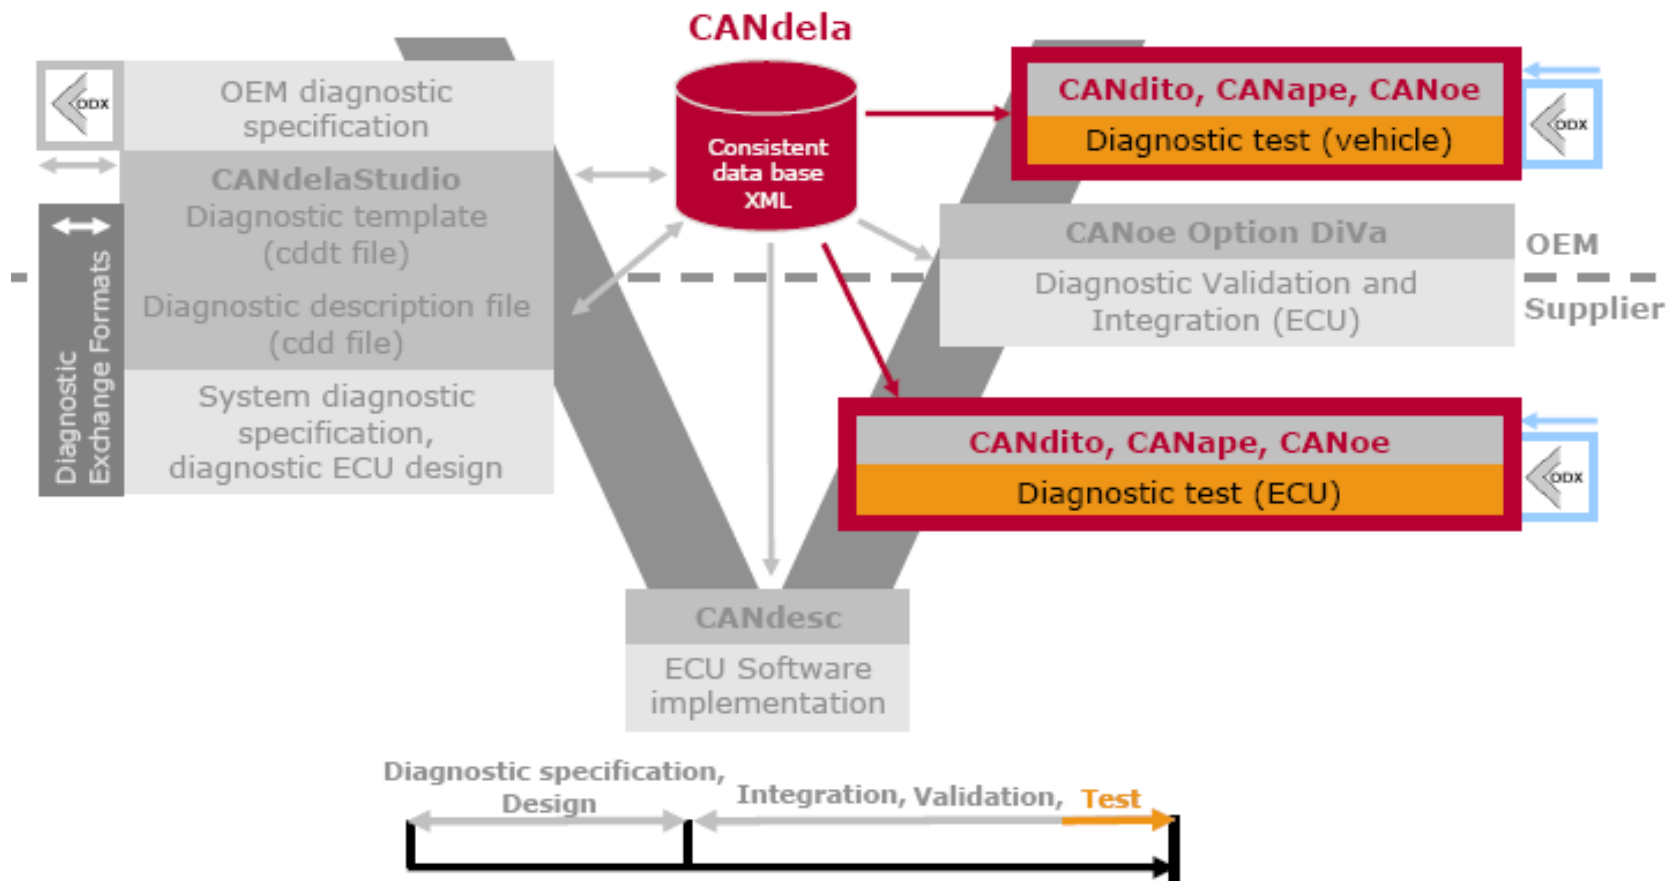 CANdela
ODX
OEM diagnostic
specification
CANdelaStudio
Diagnostic template
(cddt file)
Diagnostic description file
(cdd file)
System diagnostic
specification,
diagnostic ECU design
Diagnostic
Exchange Formats
Consistent
data base
XML
CANdito, CANape, CANoe
Diagnostic test (vehicle)
ODX
CANoe Option DiVa
Diagnostic Validation and
Integration (ECU)
OEM
Supplier
CANdito, CANape, CANoe
Diagnostic test (ECU)
ODX
CANdesc
ECU Software
implementation
Diagnostic specification,
Design
Integration, Validation, Test